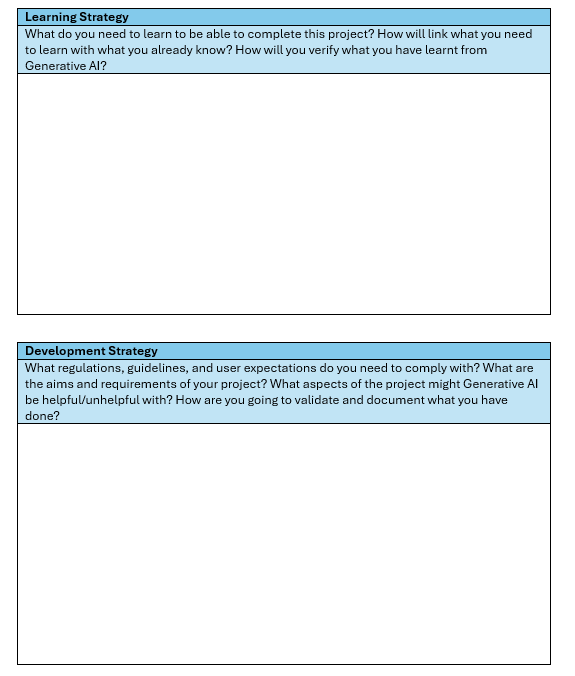 Learning Strategy
What do you need to learn to be able to complete this project? How will link what you need
to learn with what you already know? How will you verify what you have learnt from
Generative AI?
Development Strategy
What regulations, guidelines, and user expectations do you need to comply with? What are
the aims and requirements of your project? What aspects of the project might Generative AI
be helpful/unhelpful with? How are you going to validate and document what you have
done?